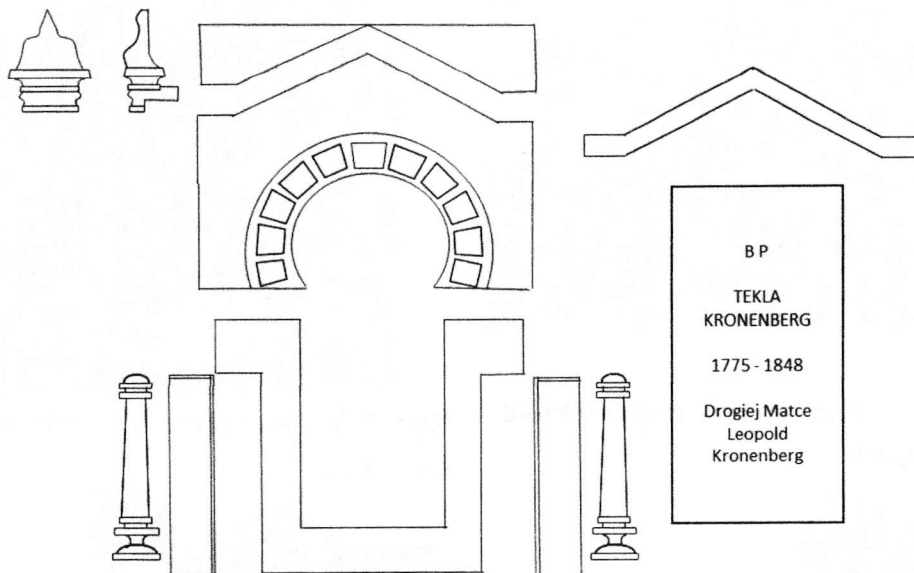 B P
TEKLA
KRONENBERG
1775 - 1848
Drogiej Matce
Leopold
Kronenberg